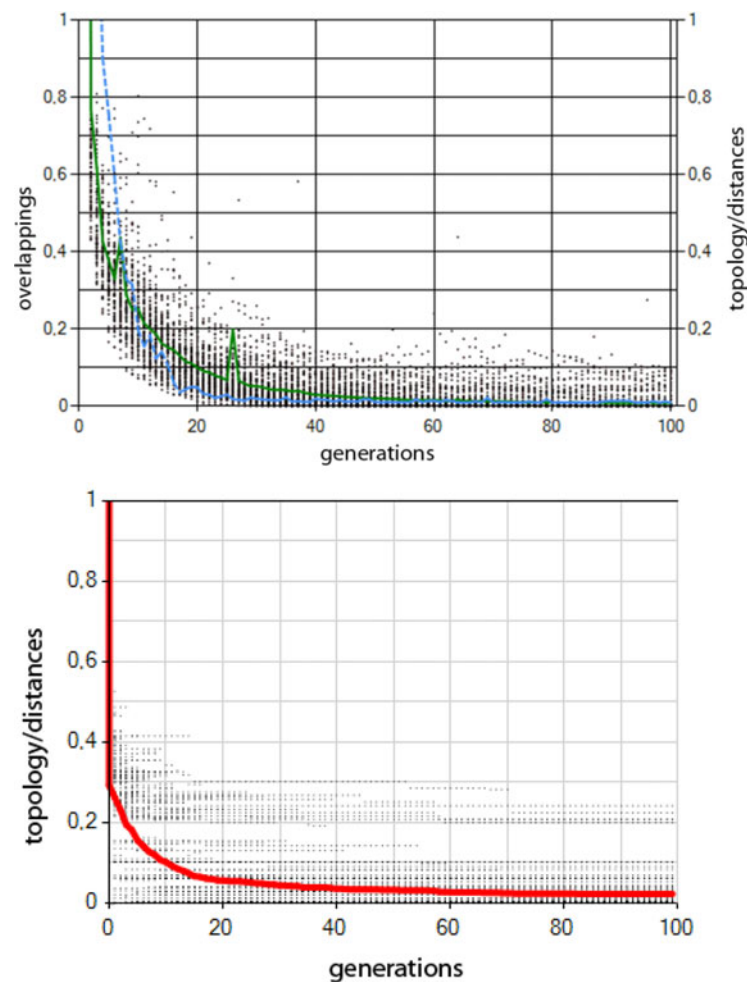 1 1
0,8 0,8
0,6 0,6
0,4 0,4
0,2 0,2
0 0
overlappings
topology/distances
0 20 40 60 80 100
generations
1
0,8
0,6
0,4
0,2
0
topology/distances
0 20 40 60 80 100
generations